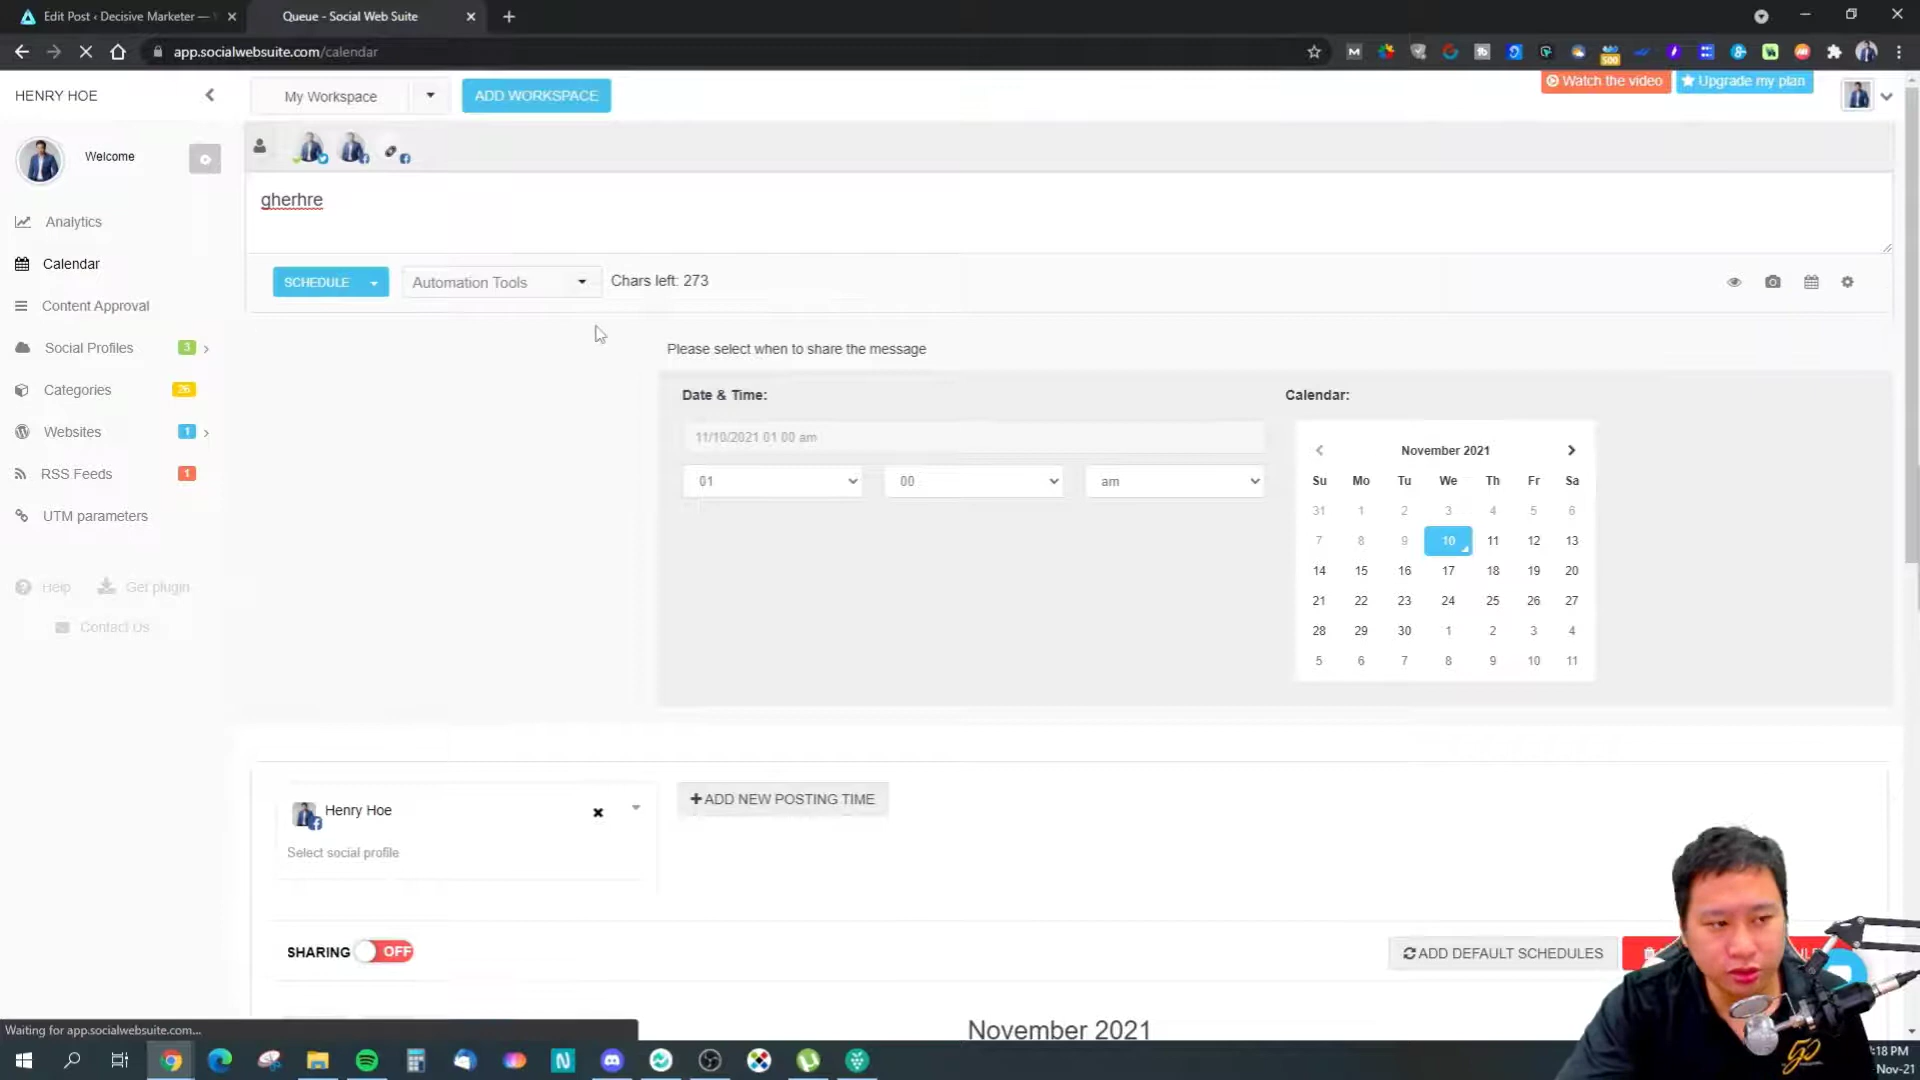 Edit Post ‹ Decisive Marketer —
Queue - Social Web Suite
app.socialwebsuite.com/calendar
HENRY HOE
My Workspace
ADD WORKSPACE
Watch the video
Upgrade my plan
Welcome
gherhre
Analytics
Calendar
Content Approval
Social Profiles 3
Categories 26
Websites 1
RSS Feeds 1
UTM parameters
Help
Get plugin
Contact Us
SCHEDULE
Automation Tools
Chars left: 273
Please select when to share the message
Date & Time:
11/10/2021 01 00 am
01
00
am
Calendar:
November 2021
Su Mo Tu We Th Fr Sa
31 1 2 3 4 5 6
7 8 9 10 11 12 13
14 15 16 17 18 19 20
21 22 23 24 25 26 27
28 29 30 1 2 3 4
5 6 7 8 9 10 11
Henry Hoe
Select social profile
ADD NEW POSTING TIME
SHARING OFF
ADD DEFAULT SCHEDULES
November 2021
Waiting for app.socialwebsuite.com...
:18 PM
Nov-21
500